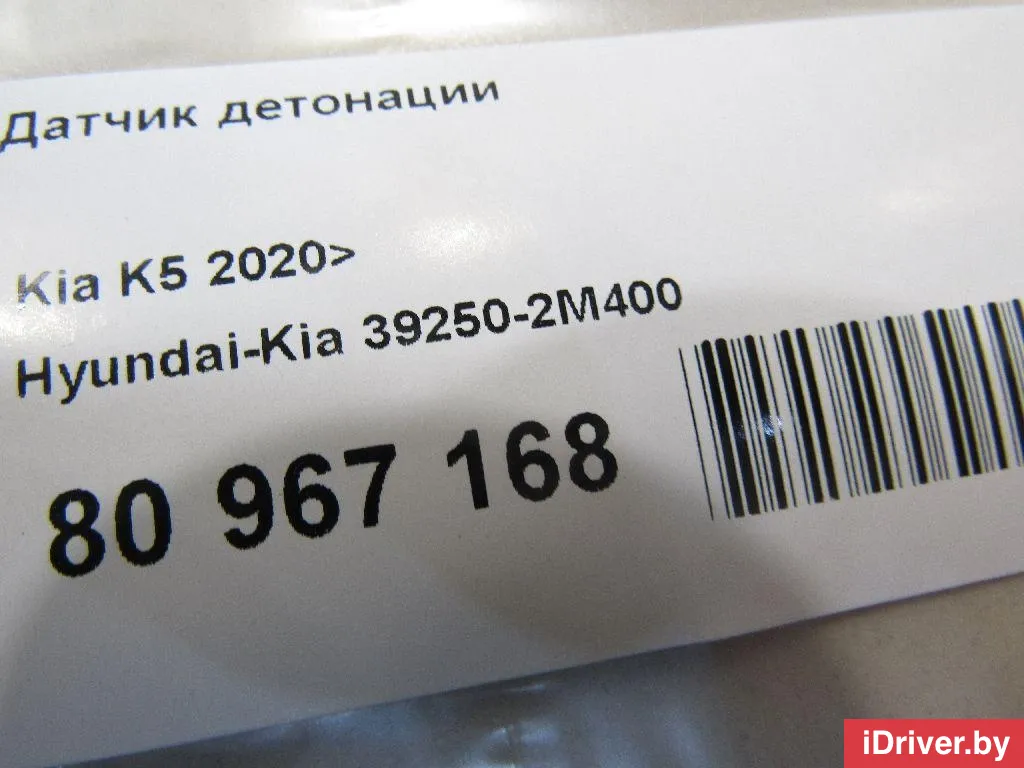 Датчик детонации
Kia K5 2020>
Hyundai-Kia 39250-2M400
80 967 168
iDriver.by